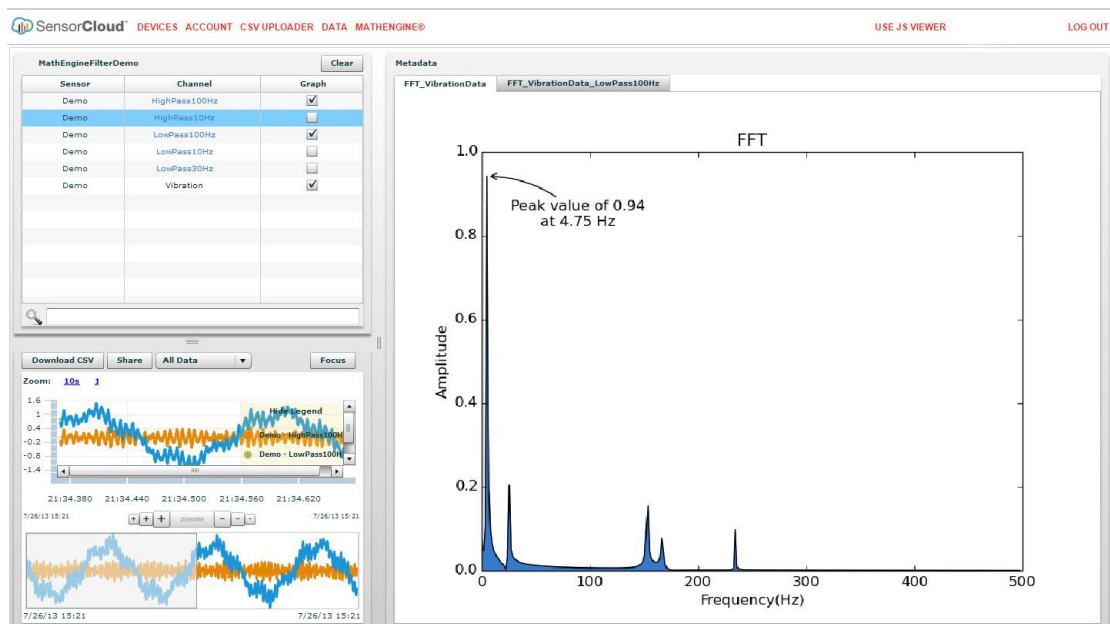 SensorCloud™ DEVICES ACCOUNT CSV UPLOADER DATA MATHENGINE® USE JS VIEWER LOG OUT
MathEngineFilterDemo Clear
Sensor Channel Graph
Demo HighPass100Hz
Demo HighPass10Hz
Demo LowPass100Hz
Demo LowPass10Hz
Demo LowPass30Hz
Demo Vibration
Download CSV Share All Data Focus
Zoom: 10s 1
1.6
1
0.4
-0.2
-0.8
-1.4
Hide Legend
Demo - HighPass100H
Demo - LowPass100H
21:34.380 21:34.440 21:34.500 21:34.560 21:34.620
7/26/13 15:21 + + + zoom - - - 7/26/13 15:21
7/26/13 15:21 7/26/13 15:21
Metadata
FFT_VibrationData FFT_VibrationData_LowPass100Hz
FFT
Peak value of 0.94
at 4.75 Hz
Amplitude
1.0
0.8
0.6
0.4
0.2
0.0
0 100 200 300 400 500
Frequency(Hz)